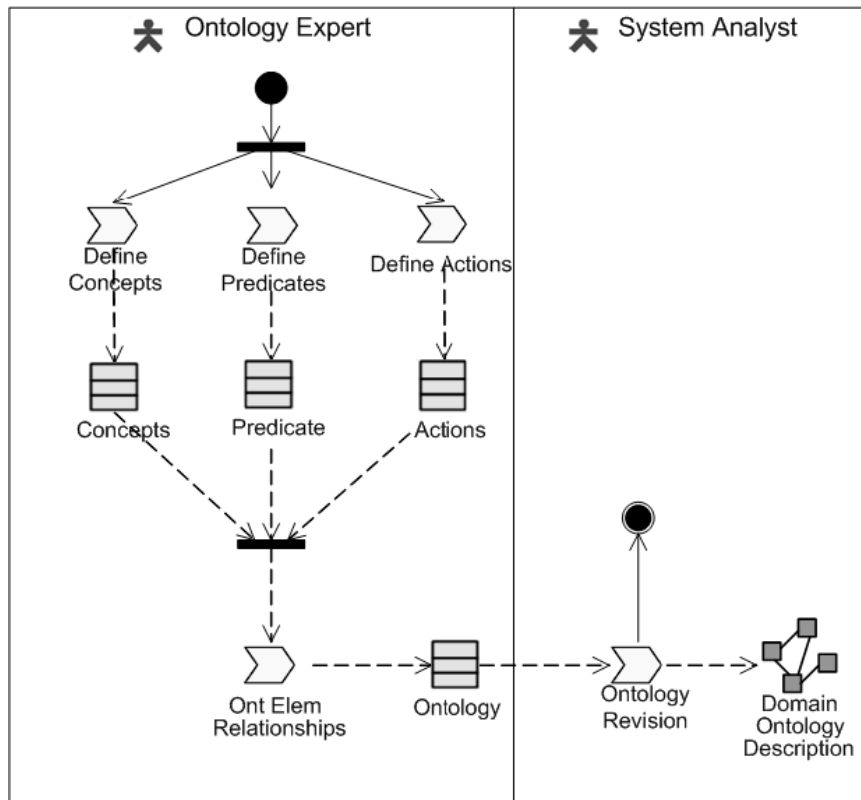 Ontology Expert
System Analyst
Define
Concepts
Define
Predicates
Define Actions
Concepts
Predicate
Actions
Ont Elem
Relationships
Ontology
Ontology
Revision
Domain
Ontology
Description